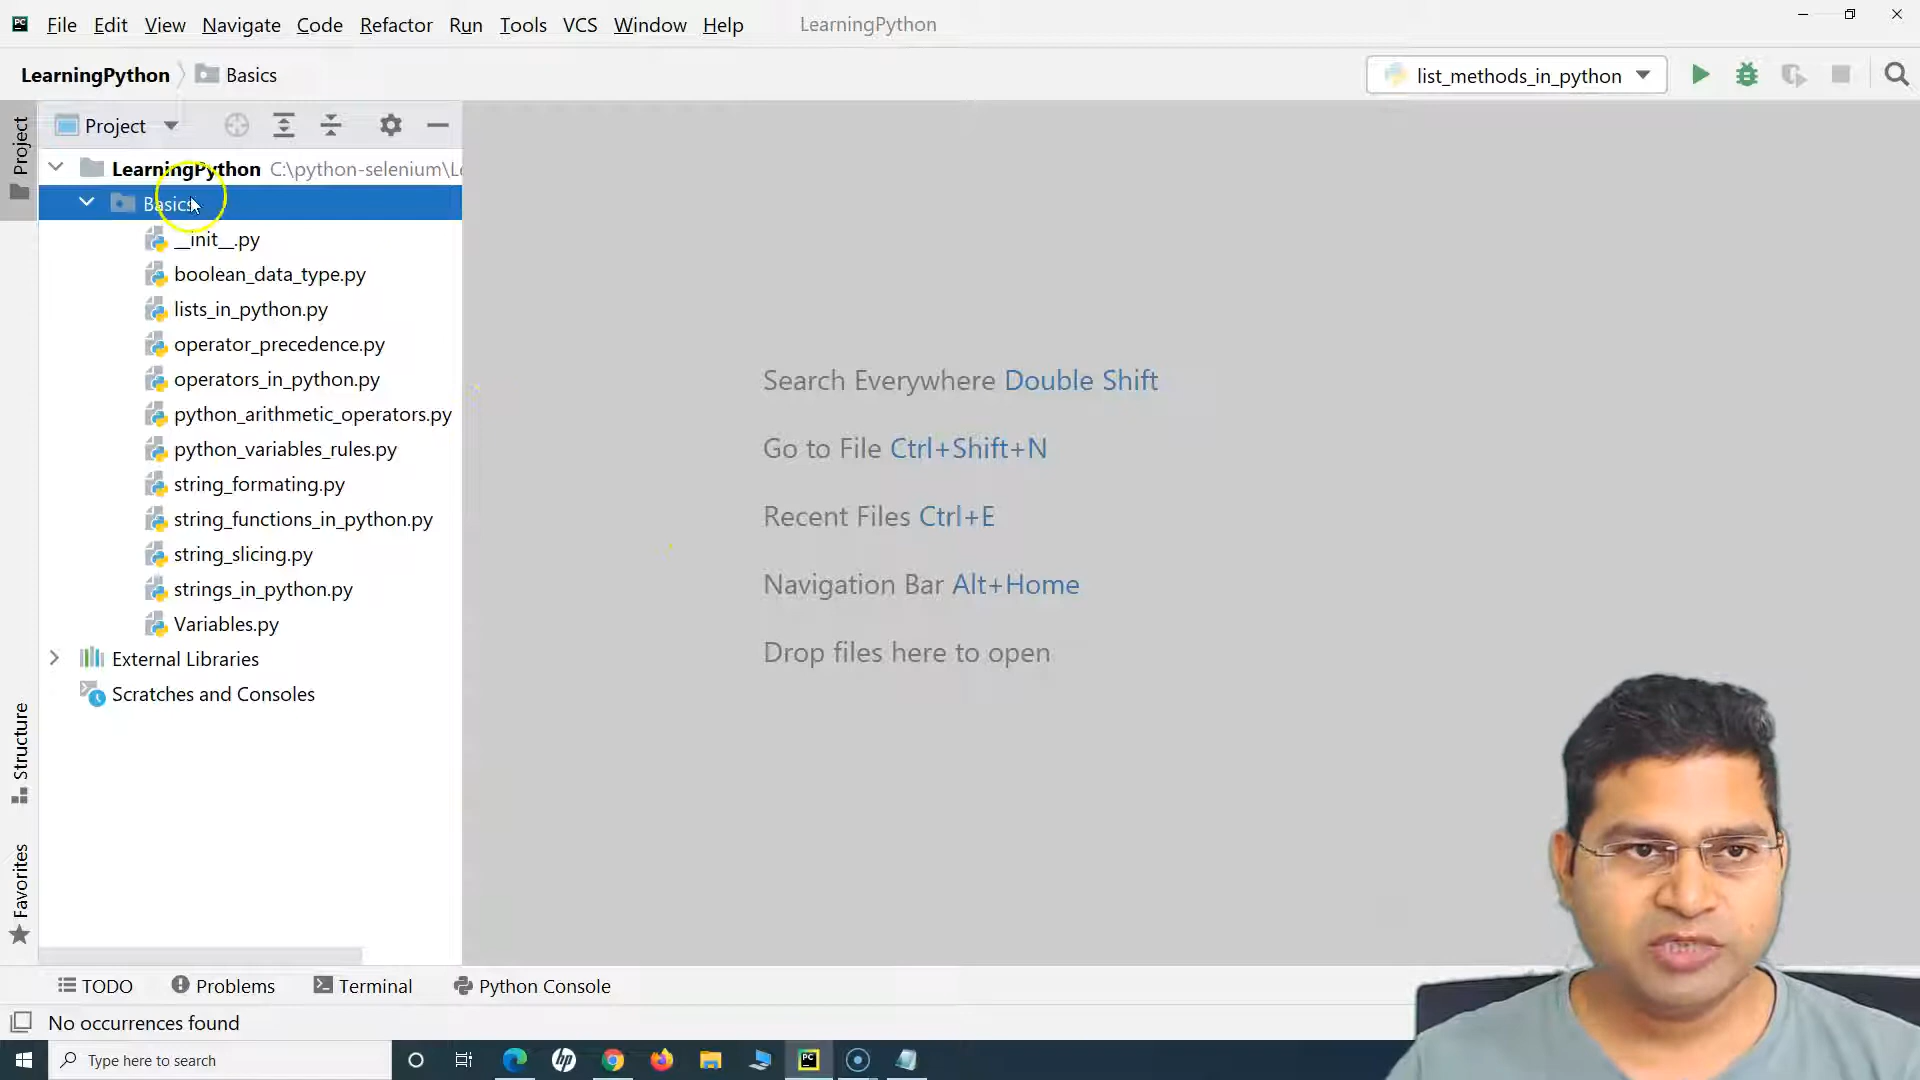 File Edit View Navigate Code Refactor Run Tools VCS Window Help LearningPython
LearningPython Basics list_methods_in_python
Project
Project
LearningPython C:\python-selenium\L
Basics
__init__.py
boolean_data_type.py
lists_in_python.py
operator_precedence.py
operators_in_python.py
python_arithmetic_operators.py
python_variables_rules.py
string_formating.py
string_functions_in_python.py
string_slicing.py
strings_in_python.py
Variables.py
External Libraries
Scratches and Consoles
Search Everywhere Double Shift
Go to File Ctrl+Shift+N
Recent Files Ctrl+E
Navigation Bar Alt+Home
Drop files here to open
Structure
Favorites
TODO Problems Terminal Python Console
No occurrences found
Type here to search
PC
PC
hp